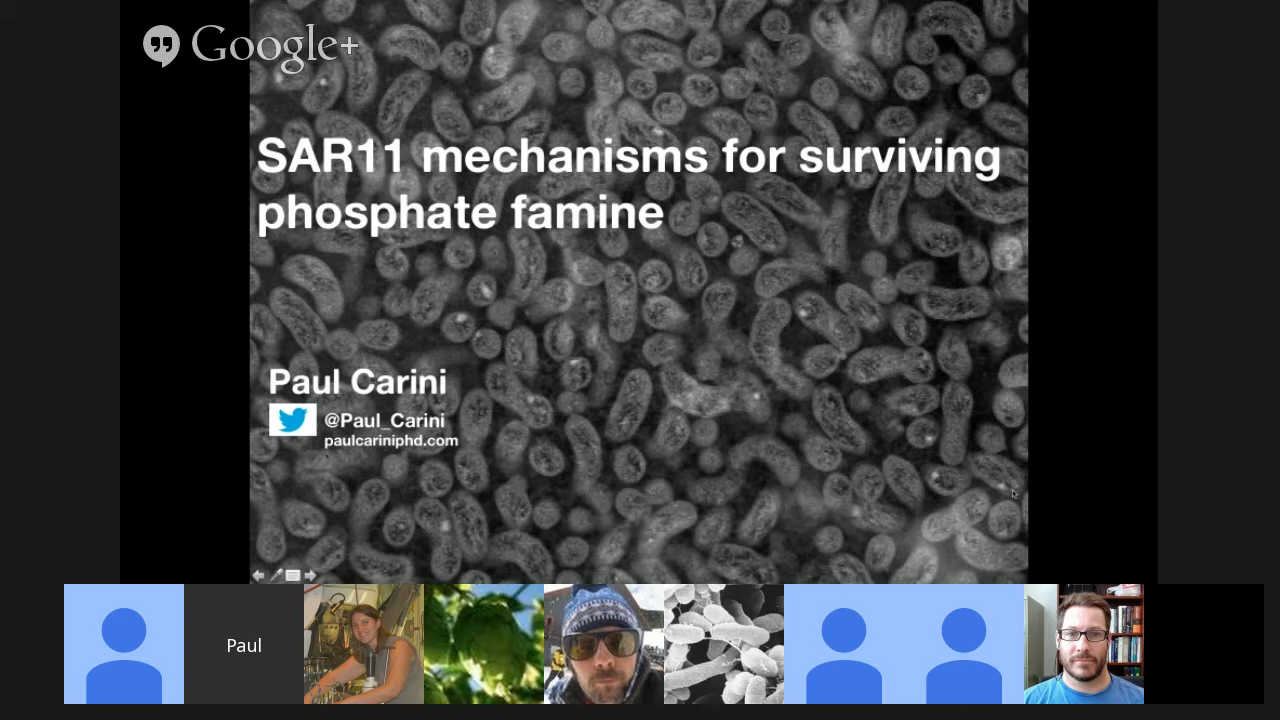 Google+
SAR11 mechanisms for surviving
phosphate famine
Paul Carini
@Paul_Carini
paulcariniphd.com
Paul